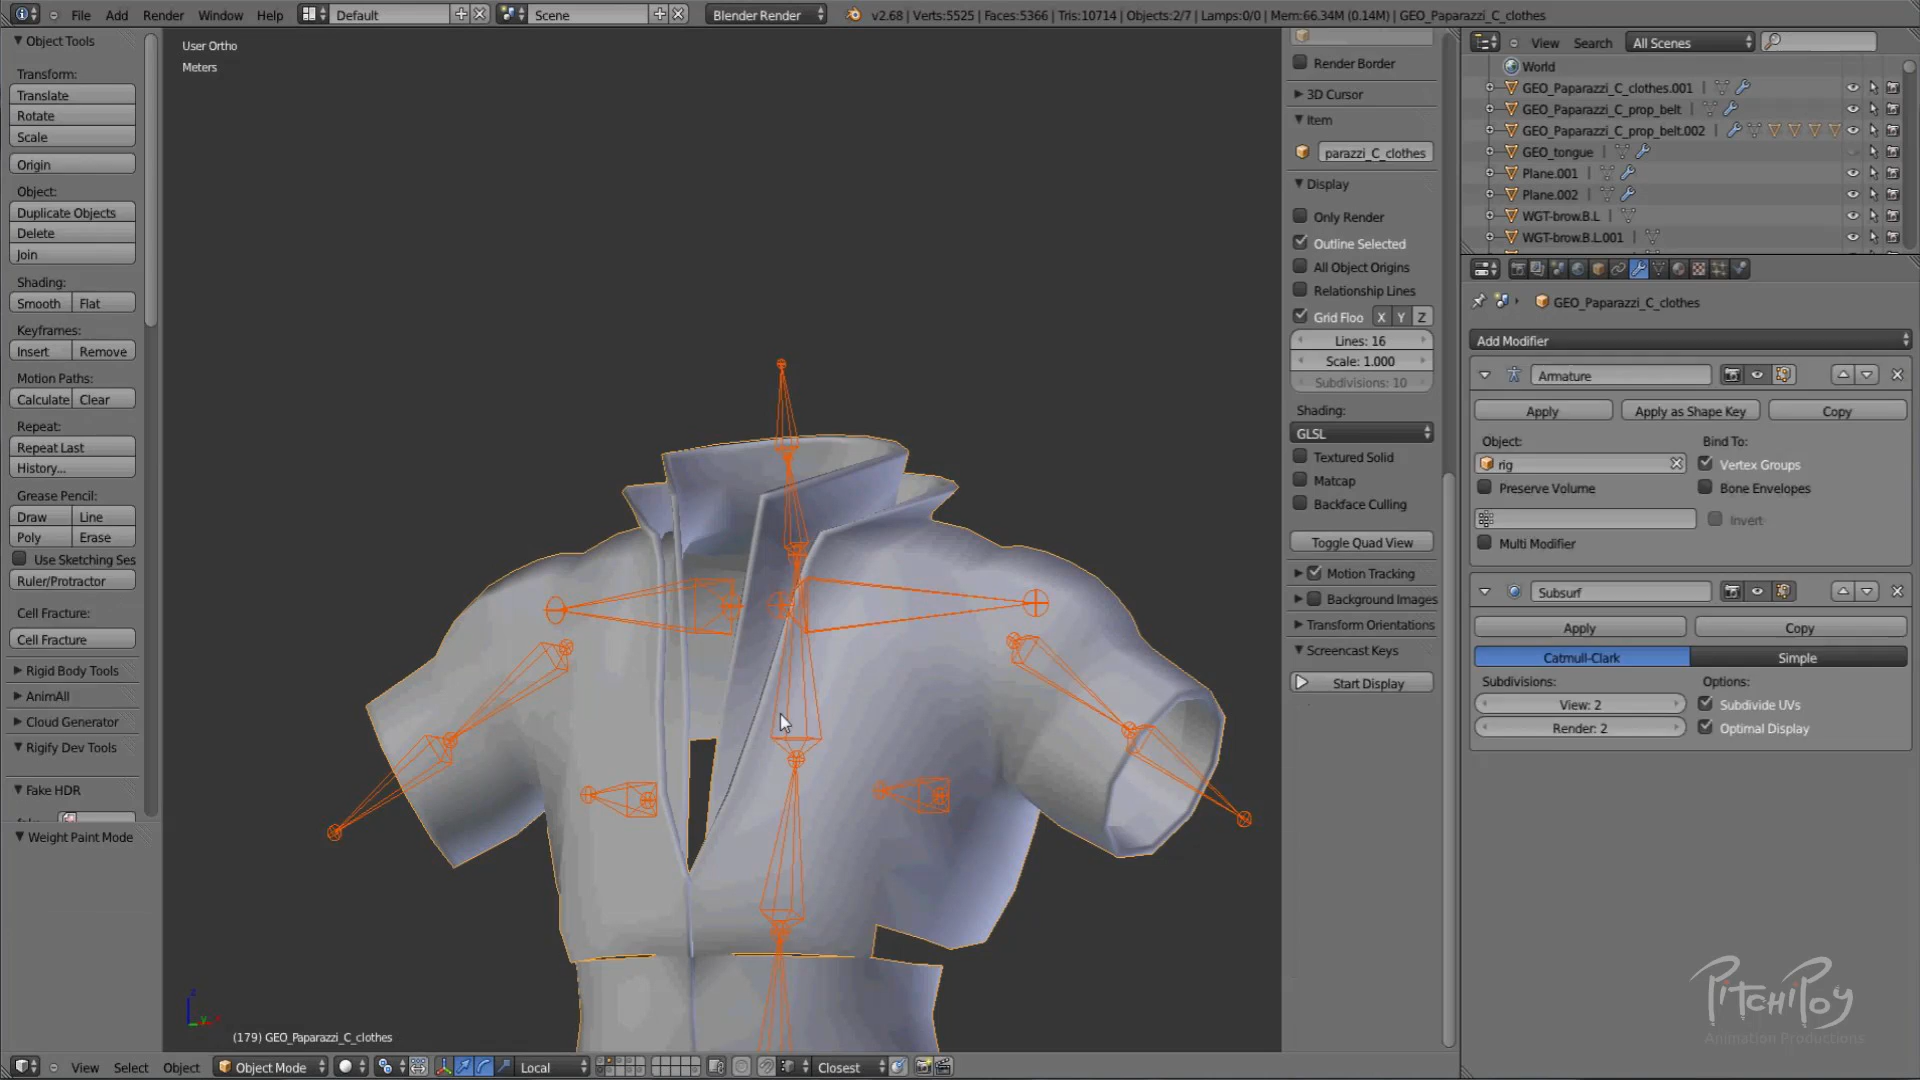 File Add Render Window Help Default Scene Blender Render v2.68 | Verts:5525 | Faces:5366 | Tris:10714 | Objects:2/7 | Lamps:0/0 | Mem:66.34M (0.14M) | GEO_Paparazzi_C_clothes
Object Tools
Transform:
Translate
Rotate
Scale
Origin
Object:
Duplicate Objects
Delete
Join
Shading:
Smooth Flat
Keyframes:
Insert Remove
Motion Paths:
Calculate Clear
Repeat:
Repeat Last
History...
Grease Pencil:
Draw Line
Poly Erase
Use Sketching Ses
Ruler/Protractor
Cell Fracture:
Cell Fracture
Rigid Body Tools
AnimAll
Cloud Generator
Rigify Dev Tools
Fake HDR
Weight Paint Mode
User Ortho
Meters
(179) GEO_Paparazzi_C_clothes
View Select Object Object Mode Local Closest
Render Border
3D Cursor
Item
parazzi_C_clothes
Display
Only Render
Outline Selected
All Object Origins
Relationship Lines
Grid Floo X Y Z
Lines: 16
Scale: 1.000
Subdivisions: 10
Shading:
GLSL
Textured Solid
Matcap
Backface Culling
Toggle Quad View
Motion Tracking
Background Images
Transform Orientations
Screencast Keys
Start Display
View Search All Scenes
World
GEO_Paparazzi_C_clothes.001
GEO_Paparazzi_C_prop_belt
GEO_Paparazzi_C_prop_belt.002
GEO_tongue
Plane.001
Plane.002
WGT-brow.B.L
WGT-brow.B.L.001
GEO_Paparazzi_C_clothes
Add Modifier
Armature
Apply Apply as Shape Key Copy
Object: Bind To:
rig Vertex Groups
Preserve Volume Bone Envelopes
Invert
Multi Modifier
Subsurf
Apply Copy
Catmull-Clark Simple
Subdivisions: Options:
View: 2 Subdivide UVs
Render: 2 Optimal Display
PitchiPoy
Animation Productions